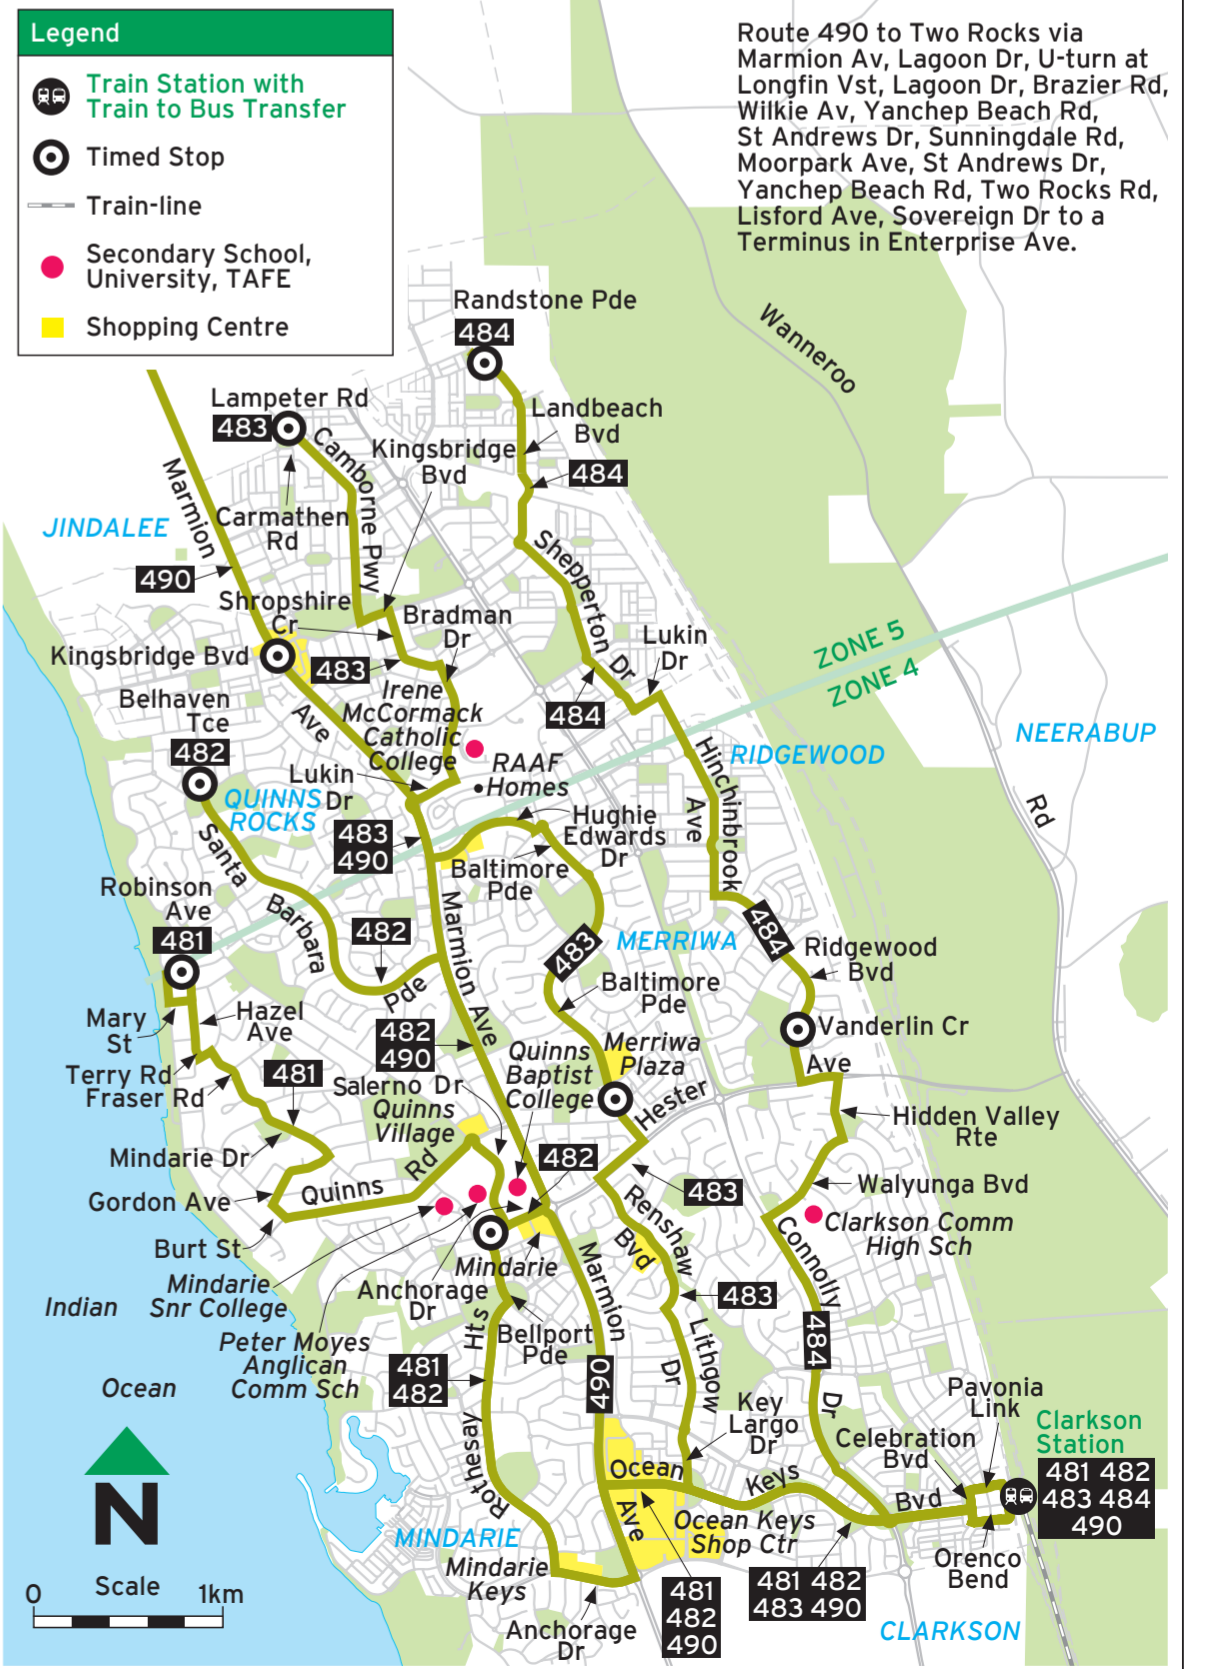 Legend
Train Station with
Train to Bus Transfer
Timed Stop
Train-line
Secondary School,
University, TAFE
Shopping Centre
Route 490 to Two Rocks via
Marmion Av, Lagoon Dr, U-turn at
Longfin Vst, Lagoon Dr, Brazier Rd,
Wilkie Av, Yanchep Beach Rd,
St Andrews Dr, Sunningdale Rd,
Moorpark Ave, St Andrews Dr,
Yanchep Beach Rd, Two Rocks Rd,
Lisford Ave, Sovereign Dr to a
Terminus in Enterprise Ave.
Randstone Pde
484
Wanneroo
Lampeter Rd
483
Landbeach
Bvd
Camborne Pwy
Kingsbridge
Bvd
484
Marmion
Carmathen
Rd
JINDALEE
490
Shepperton Dr
Shropshire
Cr
Bradman
Dr
Lukin
Dr
ZONE 5
ZONE 4
Kingsbridge Bvd
483
Irene
McCormack
Catholic
College
Belhaven
Tce
482
Ave
484
Hinchinbrook
Ave
RIDGEWOOD
NEERABUP
RAAF
Homes
Lukin
Dr
QUINNS
ROCKS
Rd
Hughie
Edwards
Dr
483
490
Santa
Barbara
Pde
Baltimore
Pde
Robinson
Ave
481
482
Marmion Ave
483
MERRIWA
484
Ridgewood
Bvd
Baltimore
Pde
Mary
St
Hazel
Ave
482
490
Vanderlin Cr
Quinns
Baptist
College
Merriwa
Plaza
Hester
Ave
Terry Rd
Fraser Rd
481
Salerno Dr
Quinns
Village
Hidden Valley
Rte
Mindarie Dr
482
Gordon Ave
Quinns
Rd
483
Walyunga Bvd
Renshaw
Bvd
Clarkson Comm
High Sch
Burt St
Connolly
Dr
Mindarie
Mindarie
Snr College
Anchorage
Dr
Marmion
483
Indian
Ocean
Peter Moyes
Anglican
Comm Sch
Hts
Bellport
Pde
Lithgow
Dr
484
481
482
490
Pavonia
Link
Key
Largo
Dr
Clarkson
Station
Celebration
Bvd
Rothesay
Ocean
Keys
Bvd
481 482
483 484
490
N
Ave
Ocean Keys
Shop Ctr
MINDARIE
Mindarie
Keys
Orenco
Bend
481
482
490
481 482
483 490
0
Scale
1km
Anchorage
Dr
CLARKSON